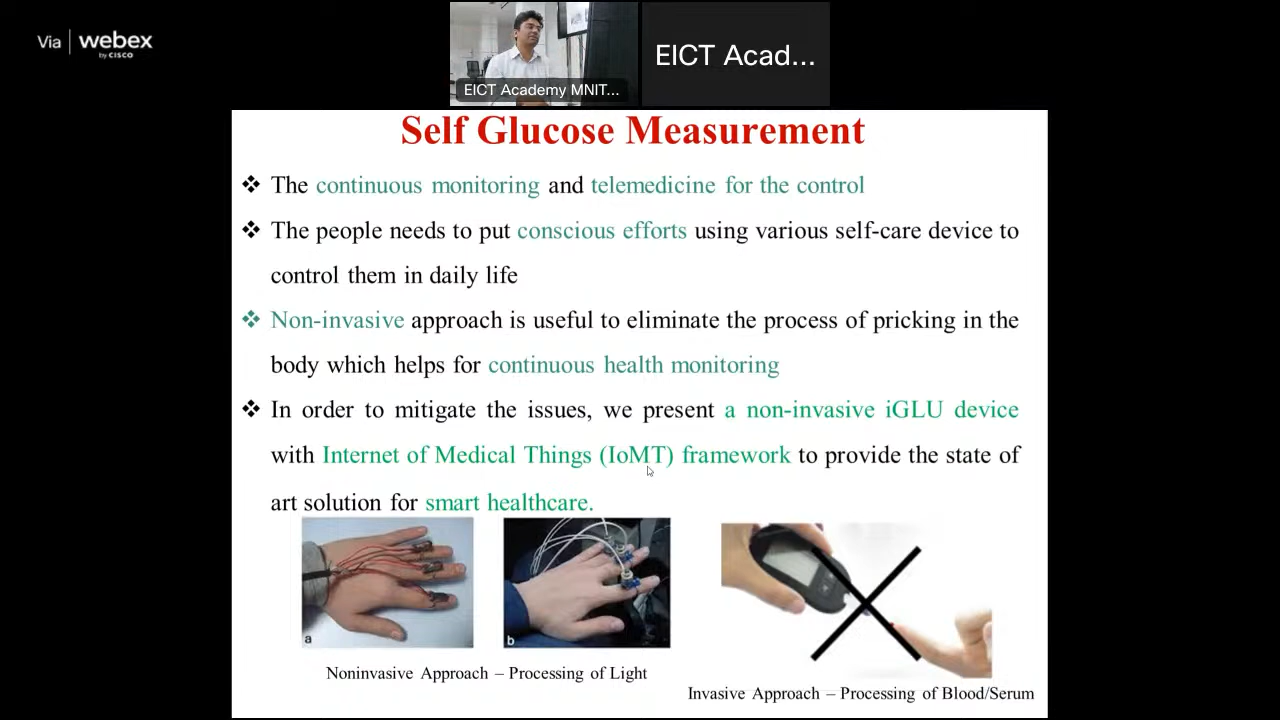 Via | webex
by CISCO
EICT Academy MNIT...
EICT Acad...
Self Glucose Measurement
❖ The continuous monitoring and telemedicine for the control
❖ The people needs to put conscious efforts using various self-care device to
control them in daily life
❖ Non-invasive approach is useful to eliminate the process of pricking in the
body which helps for continuous health monitoring
❖ In order to mitigate the issues, we present a non-invasive iGLU device
with Internet of Medical Things (IoMT) framework to provide the state of
art solution for smart healthcare.
a
b
Noninvasive Approach – Processing of Light
Invasive Approach – Processing of Blood/Serum